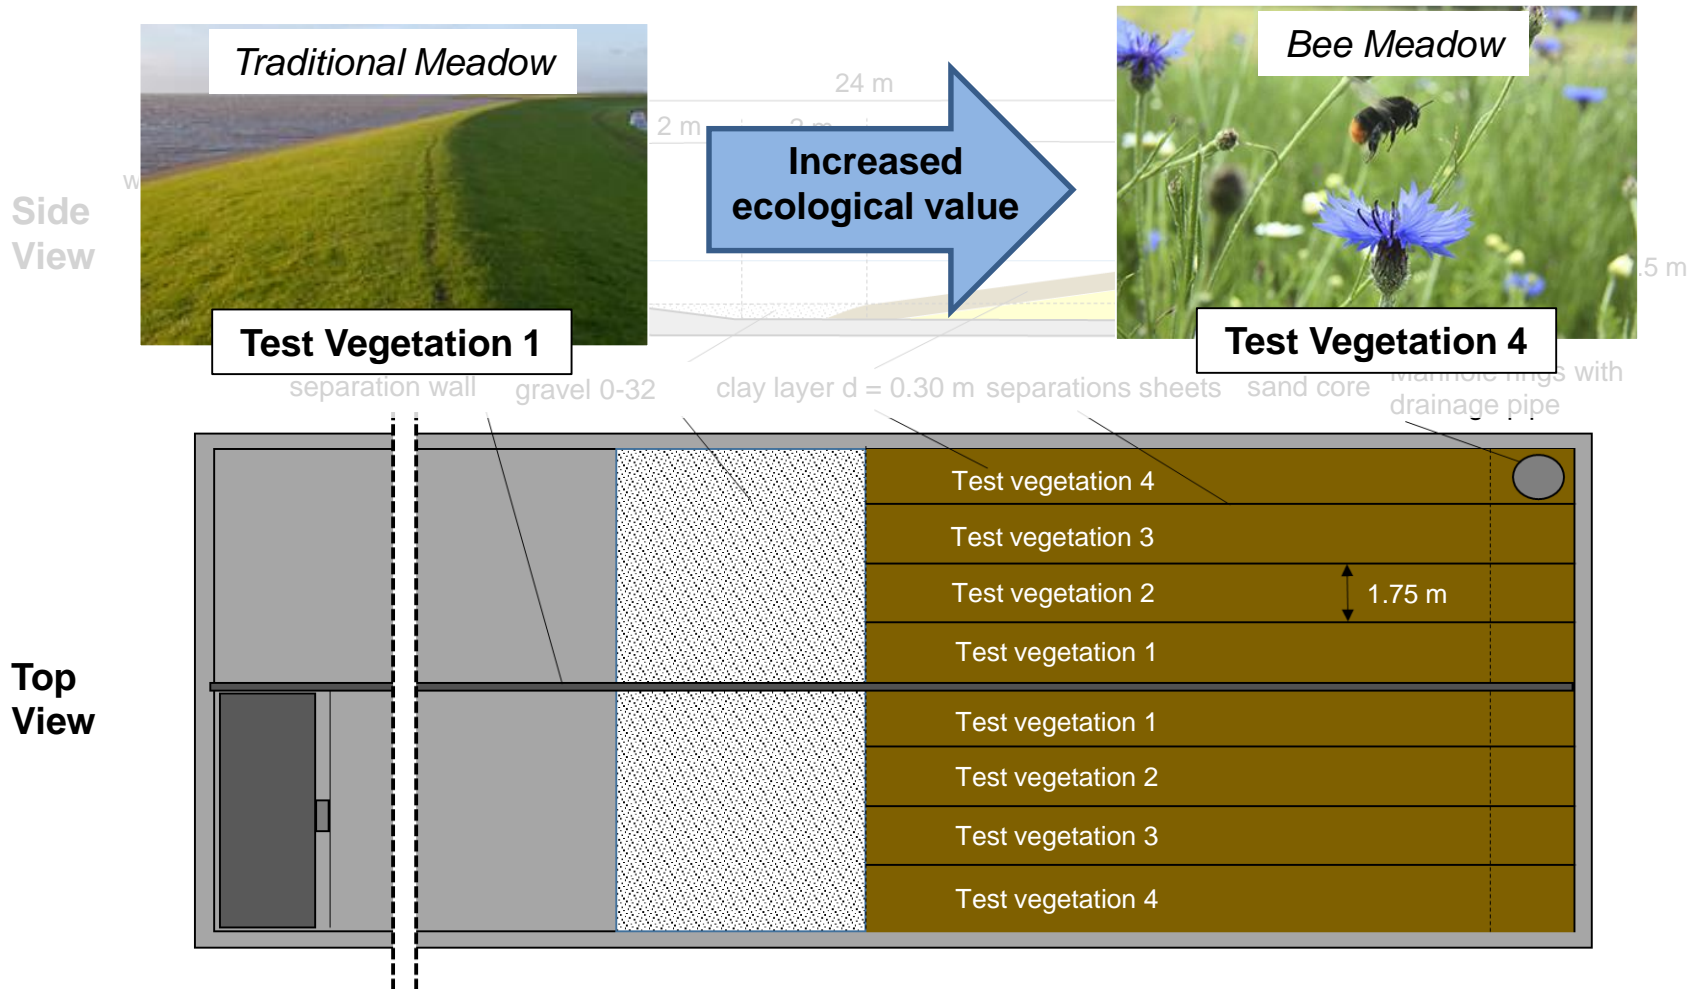 Traditional Meadow
Bee Meadow
24 m
2 m
Increased
ecological value
Side
View
.5 m
Test Vegetation 1
Test Vegetation 4
separation wall
gravel 0-32
clay layer d = 0.30 m
separations sheets
sand core
Manhole rings with
drainage pipe
Test vegetation 4
Test vegetation 3
Test vegetation 2
1.75 m
Test vegetation 1
Top
View
Test vegetation 1
Test vegetation 2
Test vegetation 3
Test vegetation 4